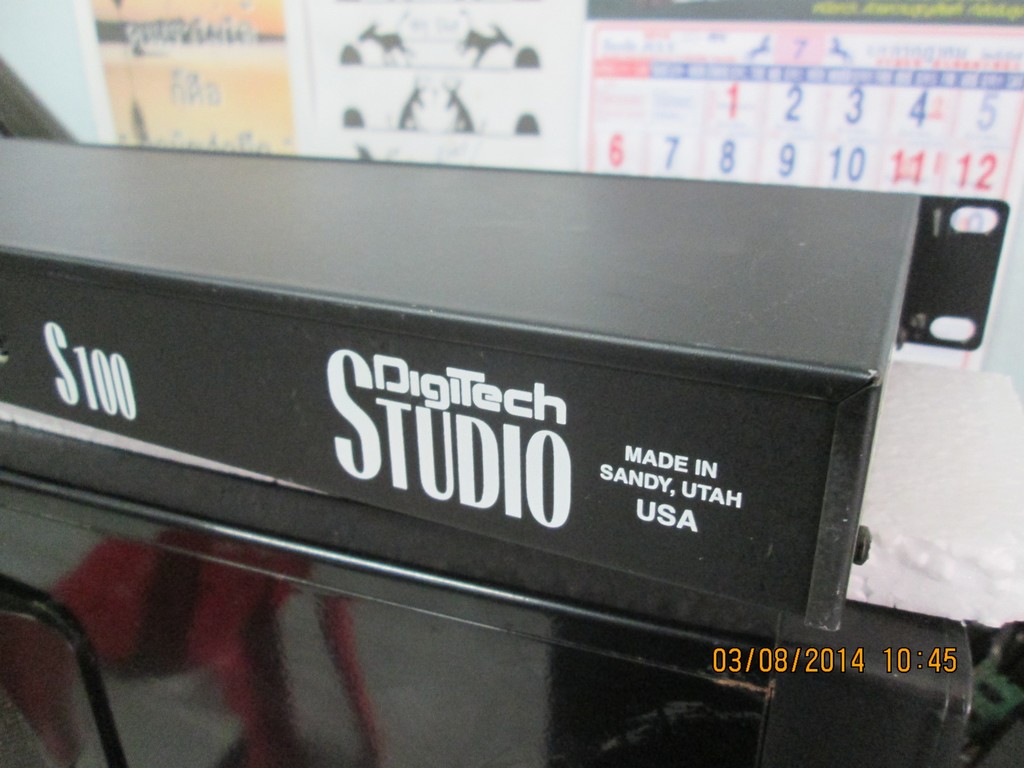 7
1 2 3 4 5
6 7 8 9 10 11 12
S100
DigiTech
STUDIO
MADE IN
SANDY, UTAH
USA
03/08/2014 10:45